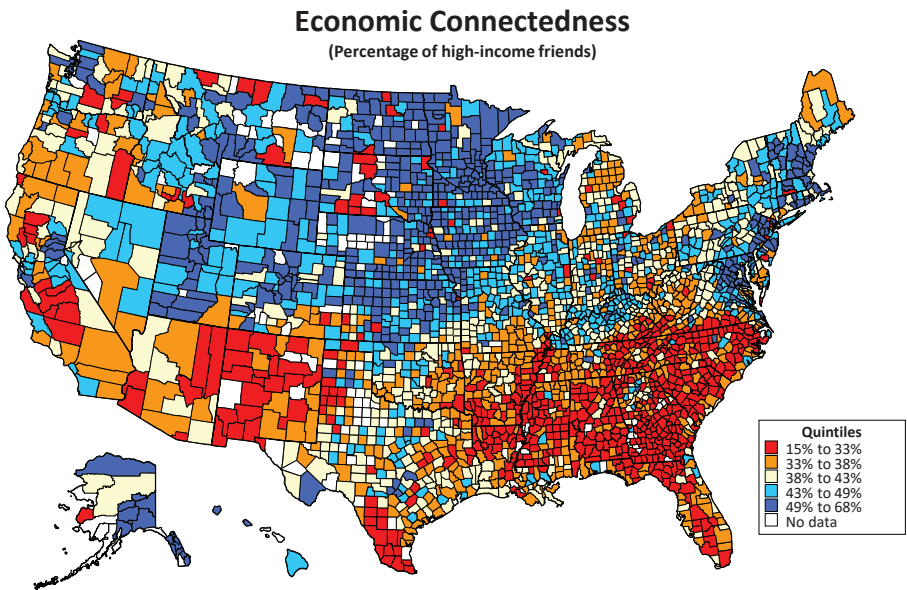 Economic Connectedness
(Percentage of high-income friends)
Quintiles
15% to 33%
33% to 38%
38% to 43%
43% to 49%
49% to 68%
No data